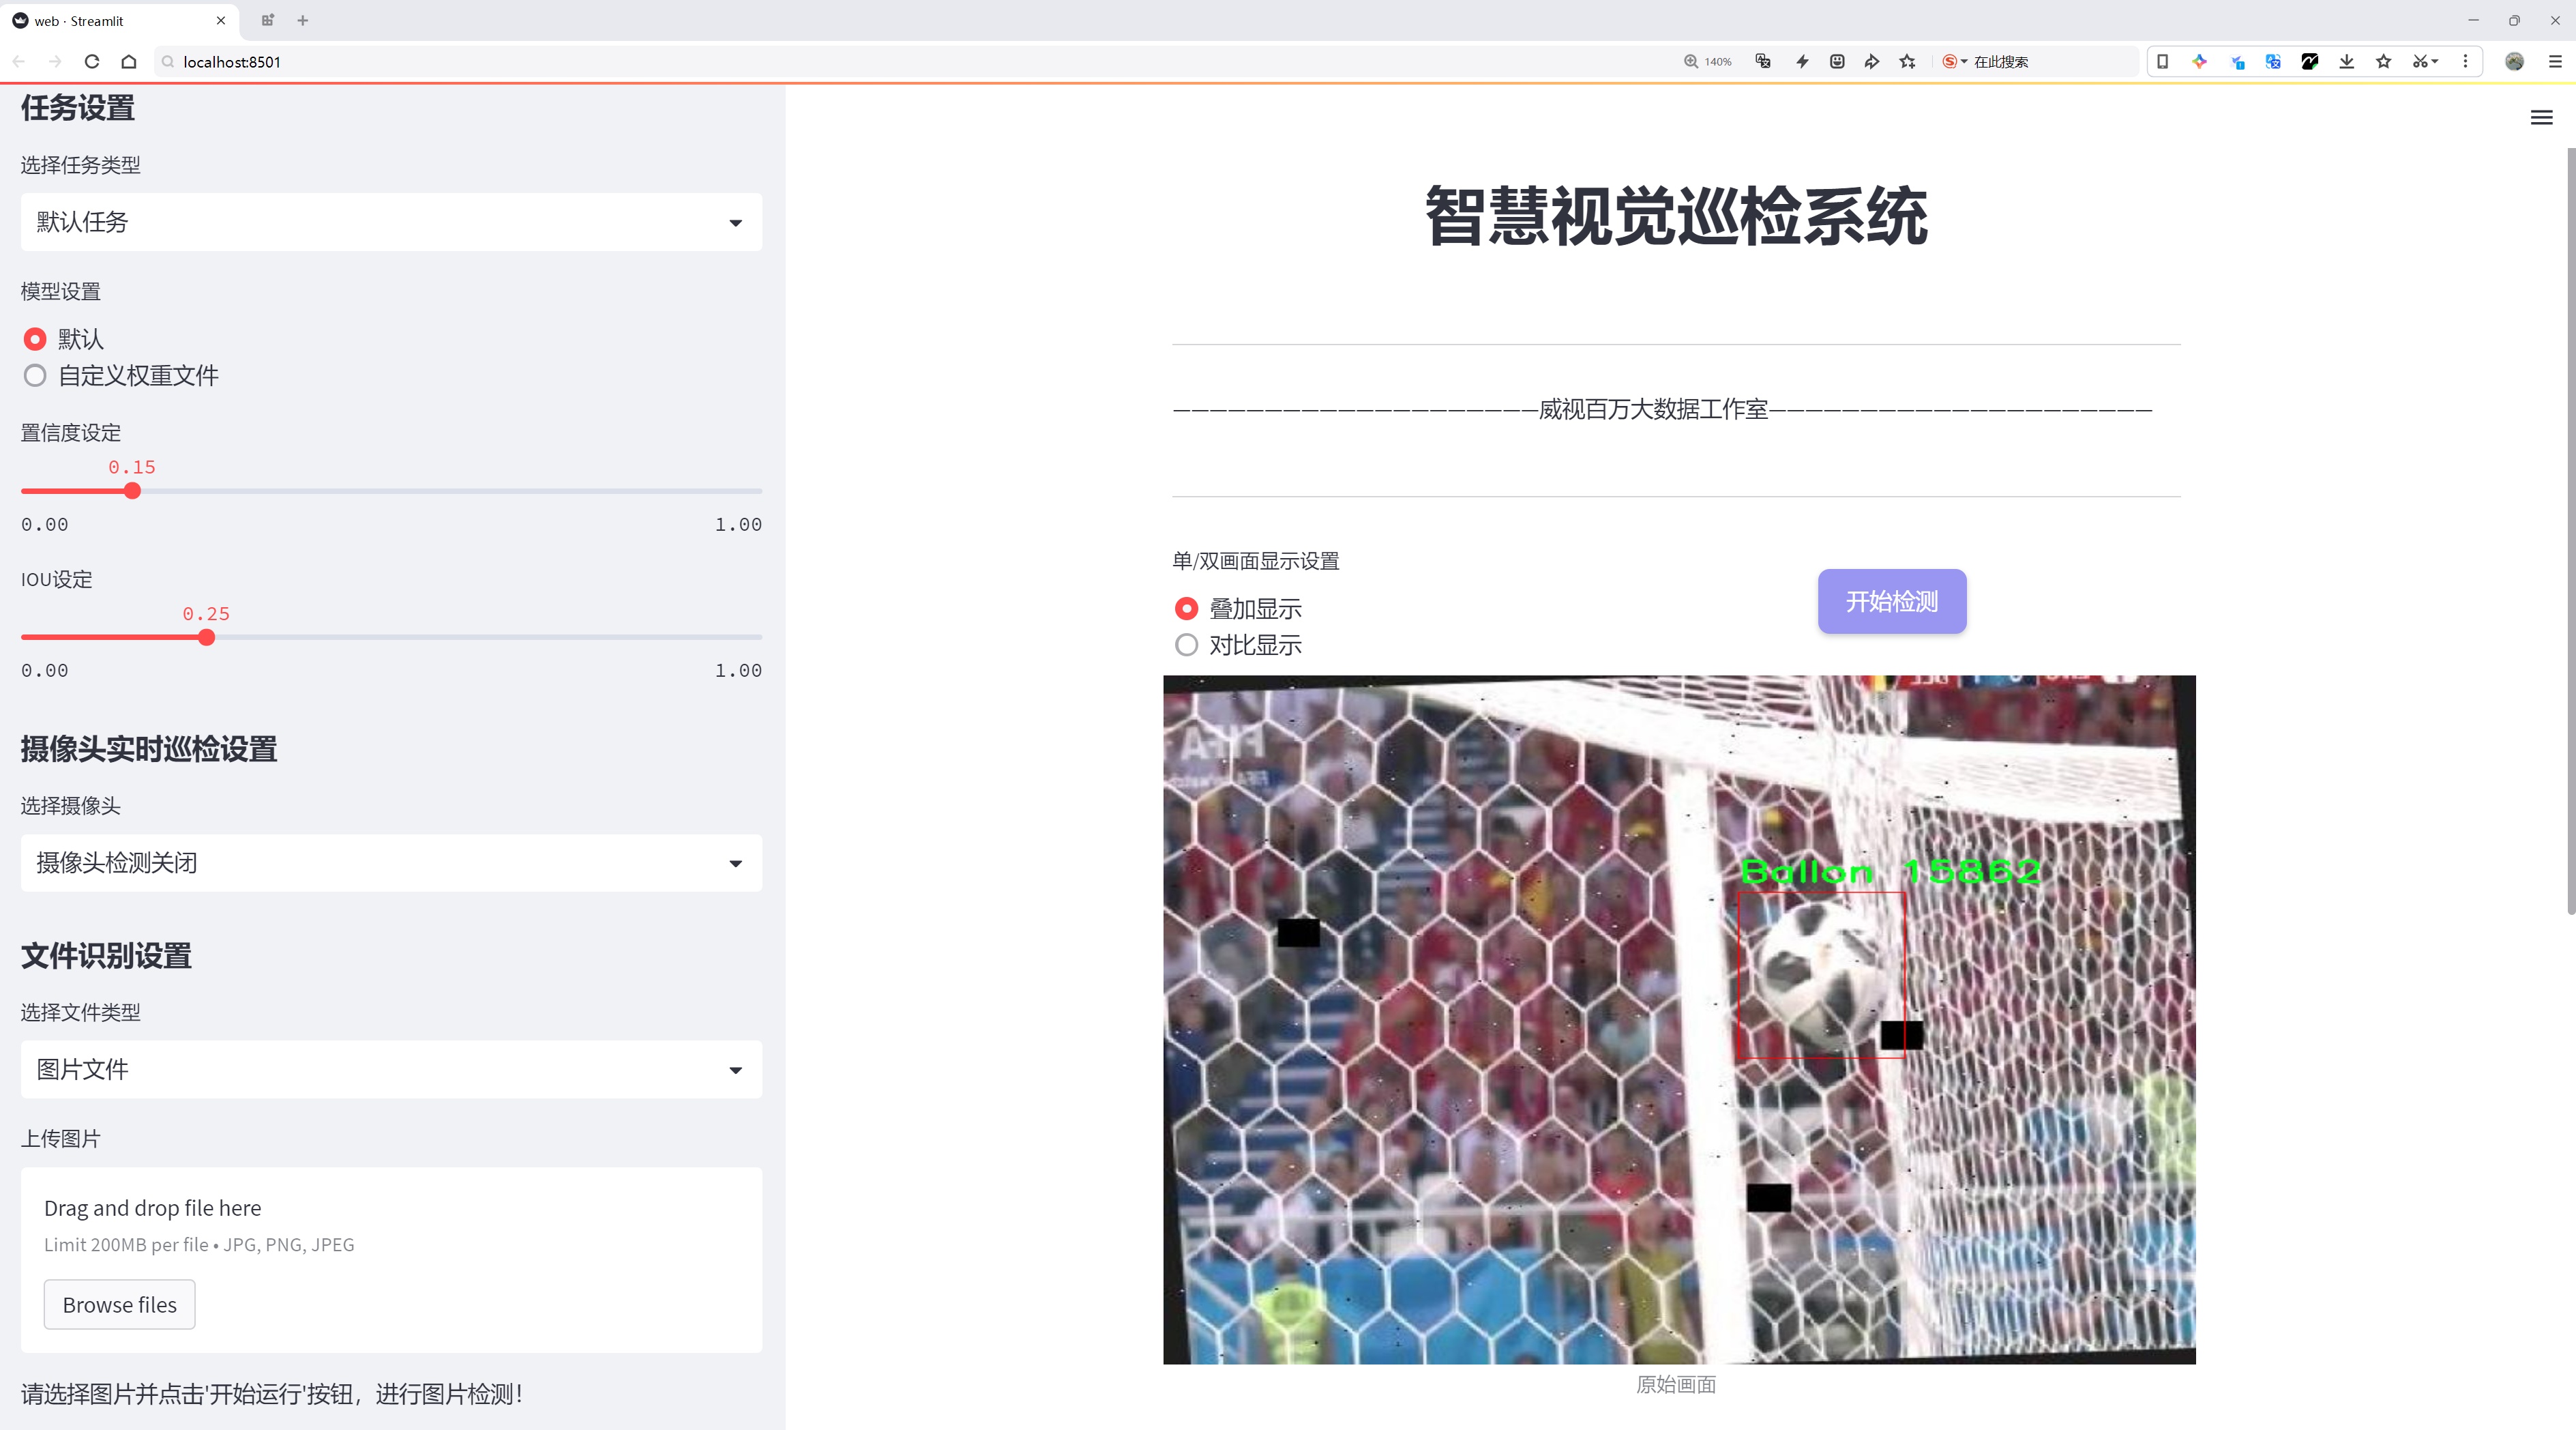 web · Streamlit
localhost:8501
140%
在此搜索
任务设置
选择任务类型
默认任务
模型设置
默认
自定义权重文件
置信度设定
0.15
0.00
1.00
IOU设定
0.25
0.00
1.00
摄像头实时巡检设置
选择摄像头
摄像头检测关闭
文件识别设置
选择文件类型
图片文件
上传图片
Drag and drop file here
Limit 200MB per file • JPG, PNG, JPEG
Browse files
请选择图片并点击'开始运行'按钮，进行图片检测！
智慧视觉巡检系统
————————————————————威视百万大数据工作室—————————————————————
单/双画面显示设置
叠加显示
对比显示
开始检测
FIFA
Ballon 15862
原始画面